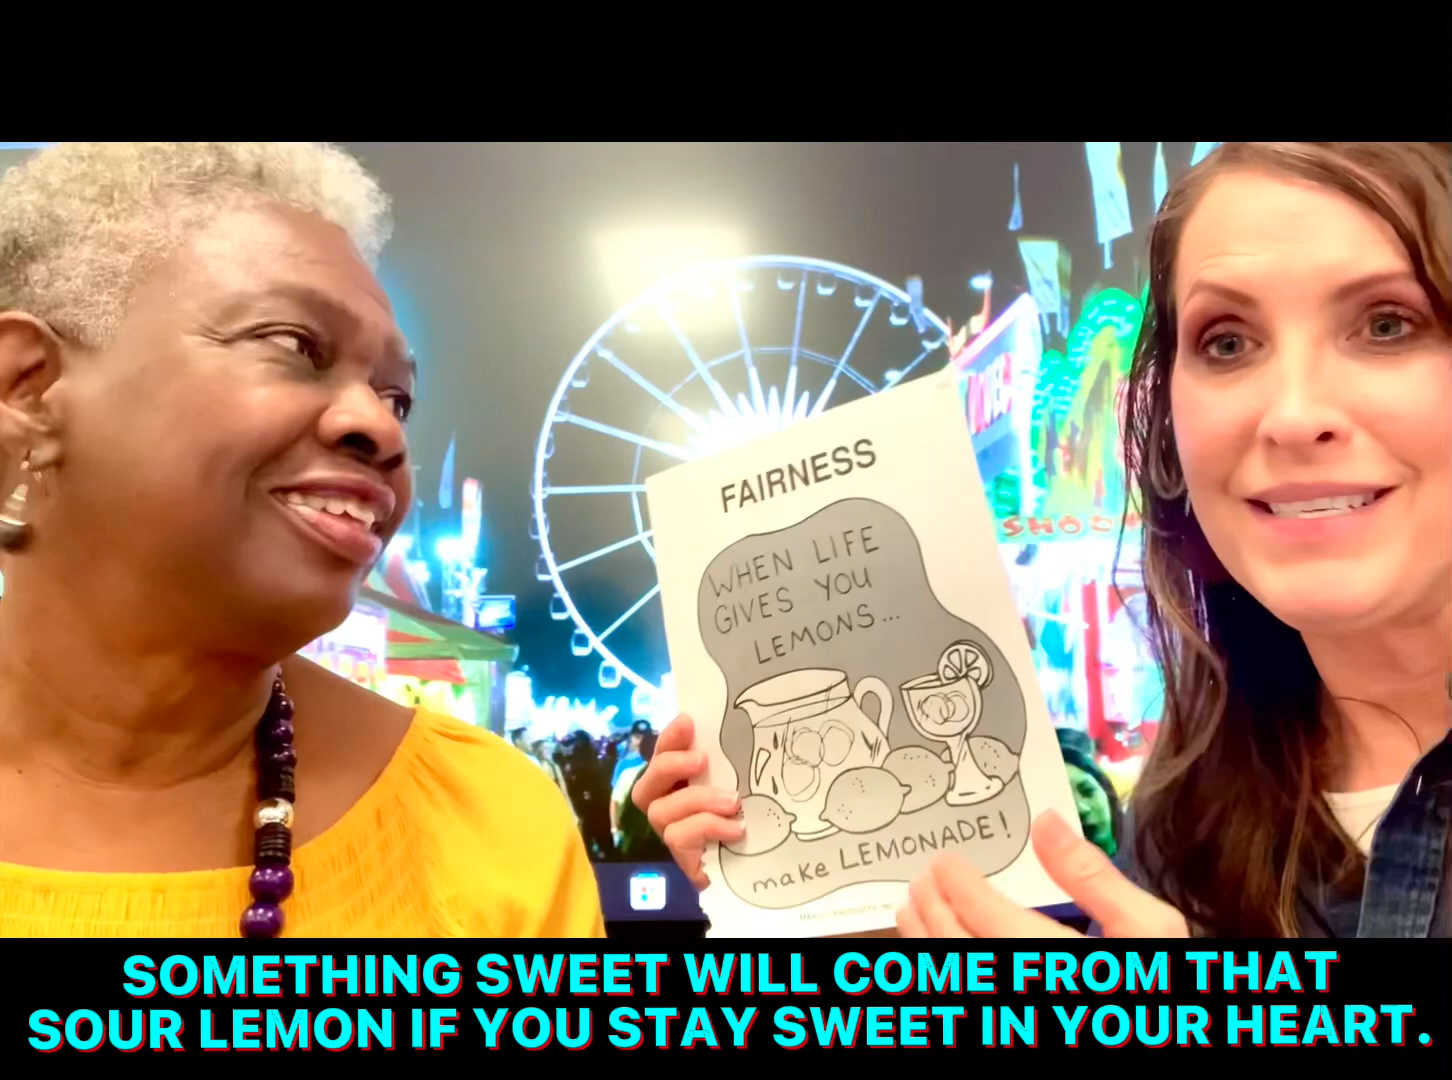 FAIRNESS
WHEN LIFE
GIVES YOU
LEMONS...
make LEMONADE!
SOMETHING SWEET WILL COME FROM THAT
SOUR LEMON IF YOU STAY SWEET IN YOUR HEART.